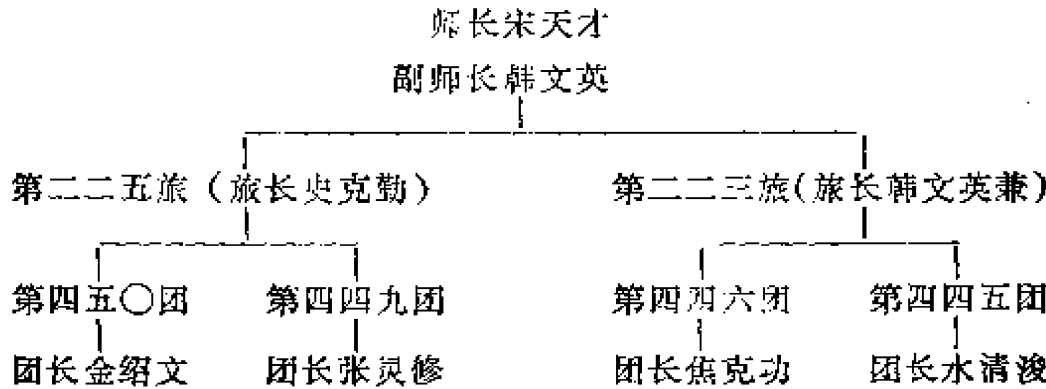 师长宋天才
副师长韩文英
第二二五旅（旅长史克勤） 第二二三旅（旅长韩文英兼）
第四五〇团 第四四九团 第四四六团 第四四五团
团长金绍文 团长张灵修 团长焦克功 团长水清浚